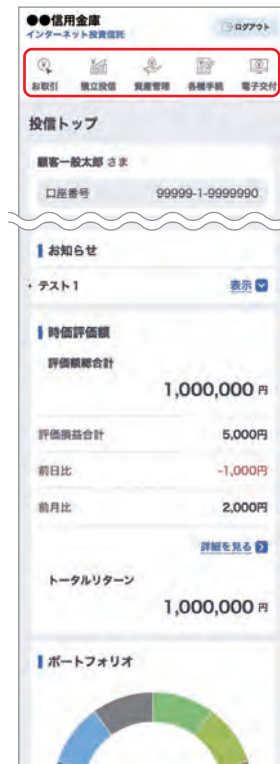 ●●信用金庫
インターネット投資信託
ログアウト
お取引 積立投信 資産管理 各種手続 電子交付
投信トップ
顧客一般太郎 さま
口座番号 99999-1-9999990
お知らせ
・テスト1 表示
時価評価額
評価額総合計
1,000,000 円
評価損益合計 5,000円
前日比 -1,000円
前月比 2,000円
詳細を見る
トータルリターン
1,000,000 円
ポートフォリオ